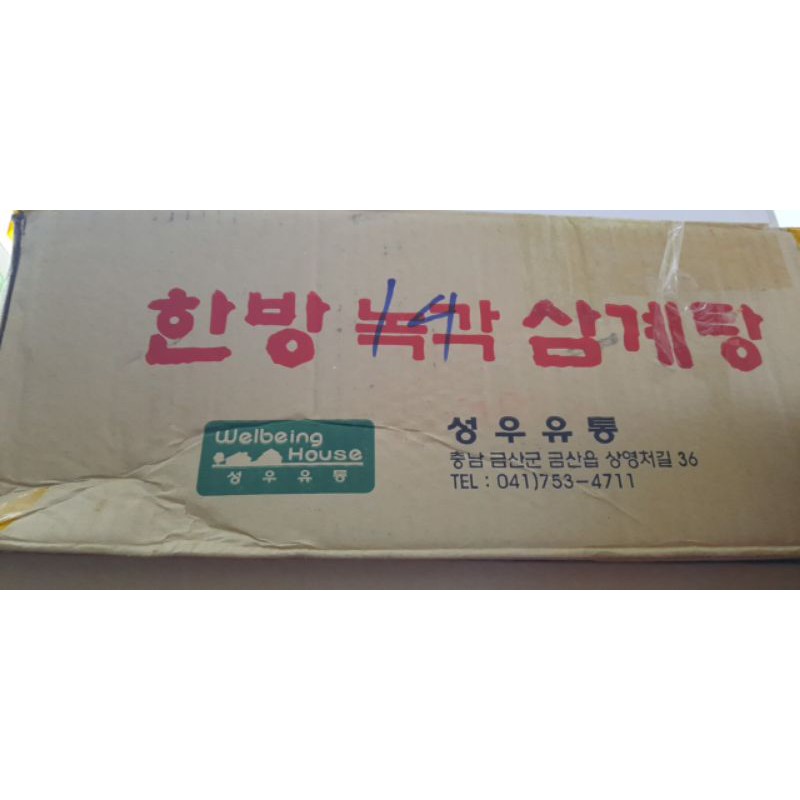 한방 녹각 삼계탕
14
Welbeing
House
성우유통
성우유통
충남 금산군 금산읍 상영처길 36
TEL : 041)753-4711